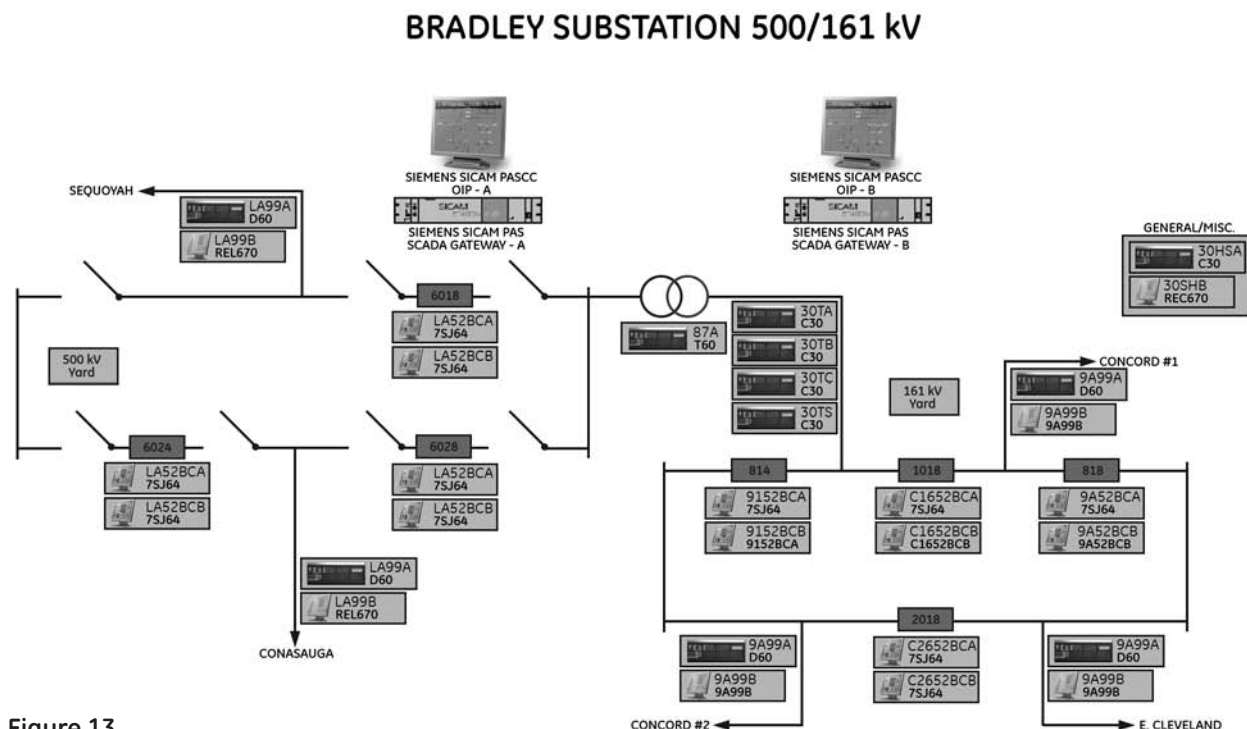 BRADLEY SUBSTATION 500/161 kV
SIEMENS SICAM PASCC
OIP - A
SICAM
SIEMENS SICAM PAS
SCADA GATEWAY - A
SIEMENS SICAM PASCC
OIP - B
SICAM
SIEMENS SICAM PAS
SCADA GATEWAY - B
SEQUOYAH
LA99A
D60
LA99B
REL670
GENERAL/MISC.
30HSA
C30
30SHB
REC670
6018
LA52BCA
7SJ64
LA52BCB
7SJ64
87A
T60
30TA
C30
30TB
C30
30TC
C30
30TS
C30
500 kV
Yard
161 kV
Yard
CONCORD #1
9A99A
D60
9A99B
9A99B
6024
LA52BCA
7SJ64
LA52BCB
7SJ64
6028
LA52BCA
7SJ64
LA52BCB
7SJ64
814
9152BCA
7SJ64
9152BCB
9152BCA
1018
C1652BCA
7SJ64
C1652BCB
C1652BCB
818
9A52BCA
7SJ64
9A52BCB
9A52BCB
LA99A
D60
LA99B
REL670
CONASAUGA
2018
C2652BCA
7SJ64
C2652BCB
7SJ64
9A99A
D60
9A99B
9A99B
CONCORD #2
9A99A
D60
9A99B
9A99B
E. CLEVELAND
Figure 13